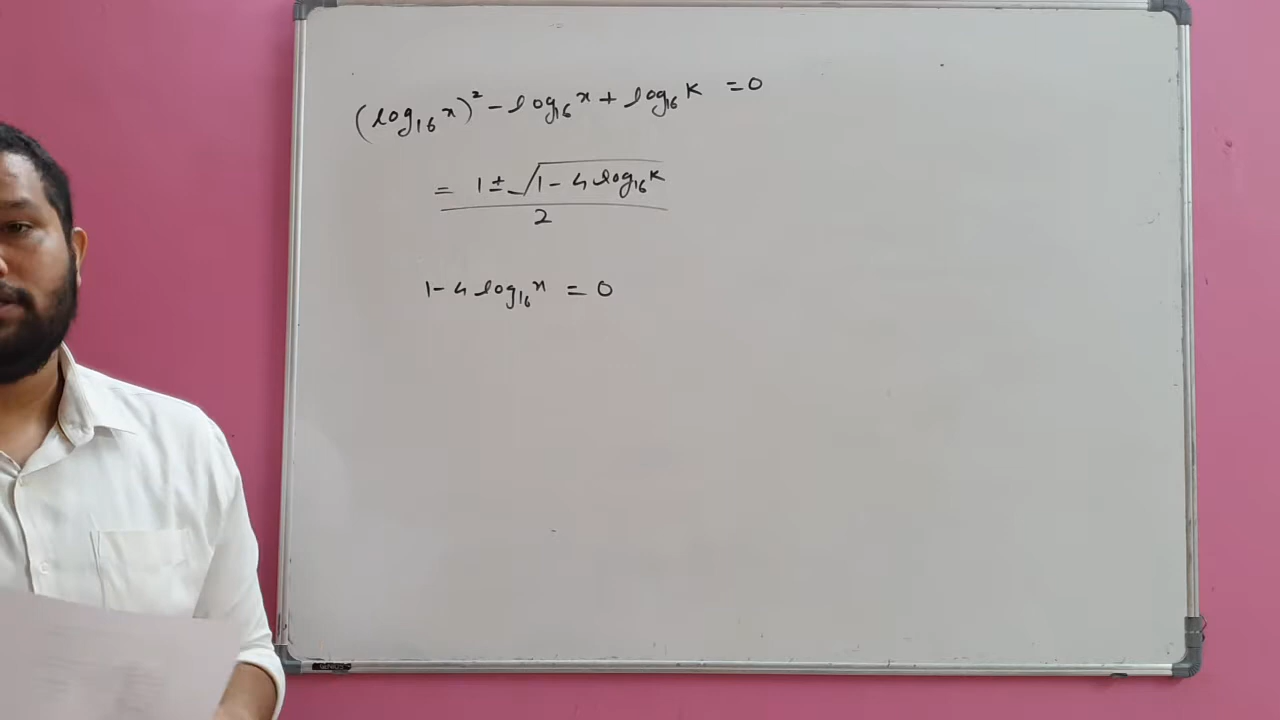 (log₁₆x)² - log₁₆x + log₁₆K = 0
= 1 ± √(1 - 4 log₁₆K) / 2
1 - 4 log₁₆x = 0